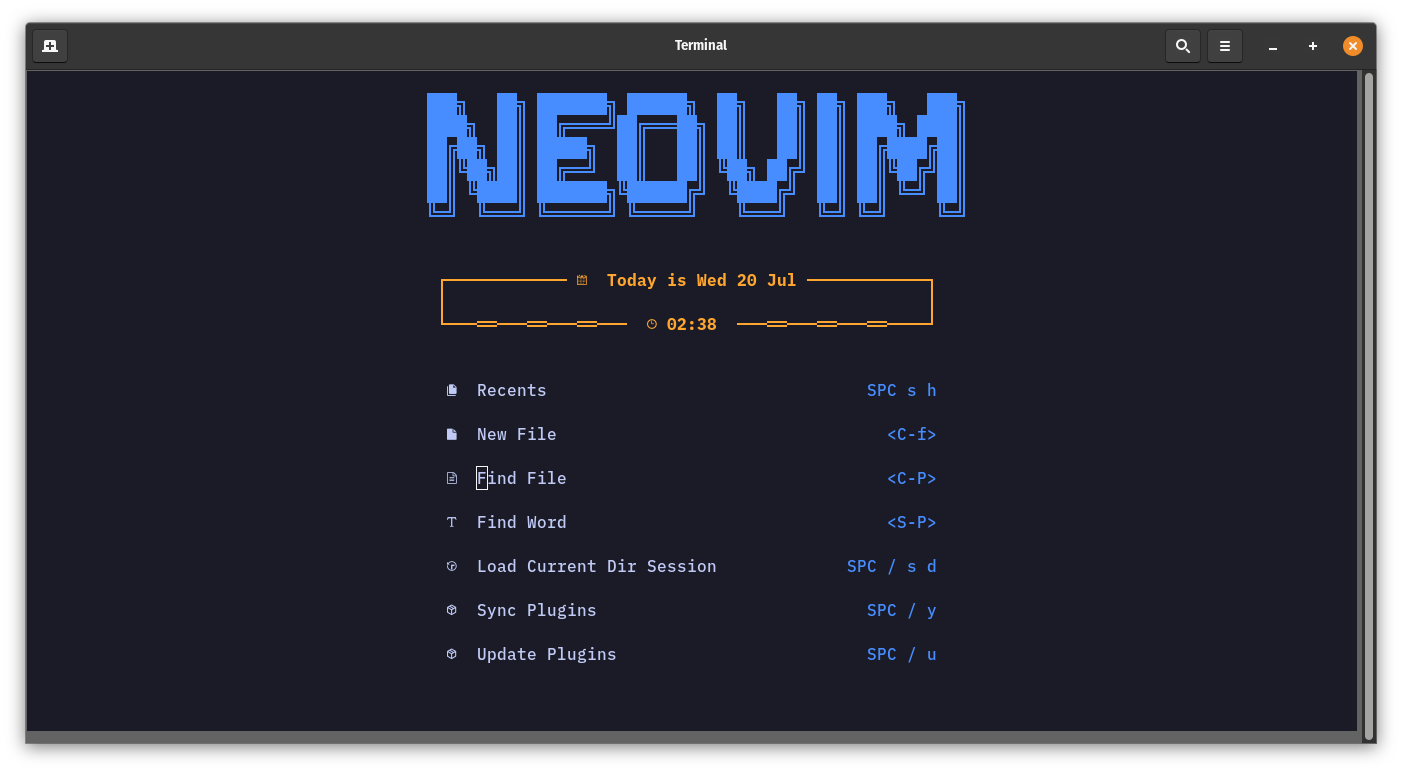 Terminal
NEOVIM
Today is Wed 20 Jul
02:38
Recents SPC s h
New File <C-f>
Find File <C-P>
Find Word <S-P>
Load Current Dir Session SPC / s d
Sync Plugins SPC / y
Update Plugins SPC / u